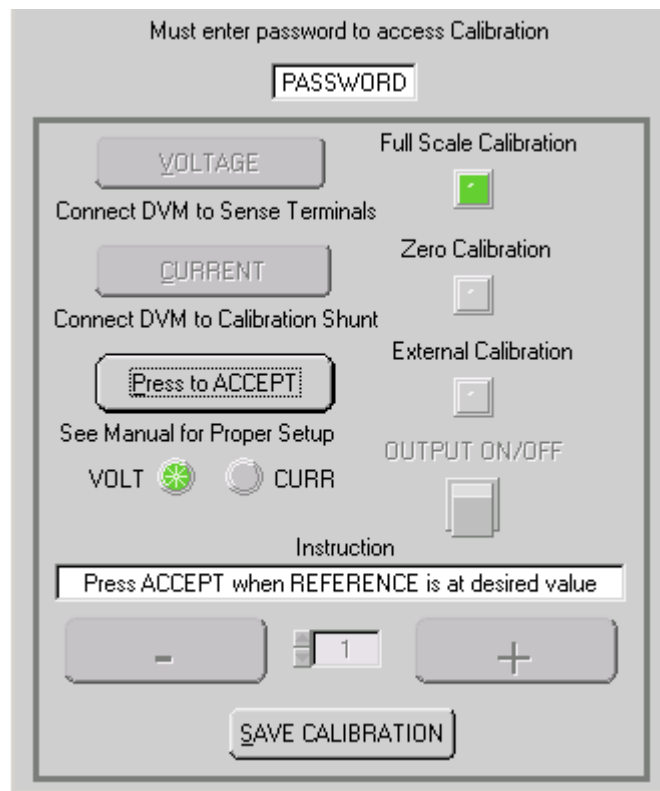 Must enter password to access Calibration
PASSWORD
VOLTAGE
Full Scale Calibration
Connect DVM to Sense Terminals
CURRENT
Zero Calibration
Connect DVM to Calibration Shunt
External Calibration
Press to ACCEPT
See Manual for Proper Setup
OUTPUT ON/OFF
VOLT CURR
Instruction
Press ACCEPT when REFERENCE is at desired value
- 1 +
SAVE CALIBRATION